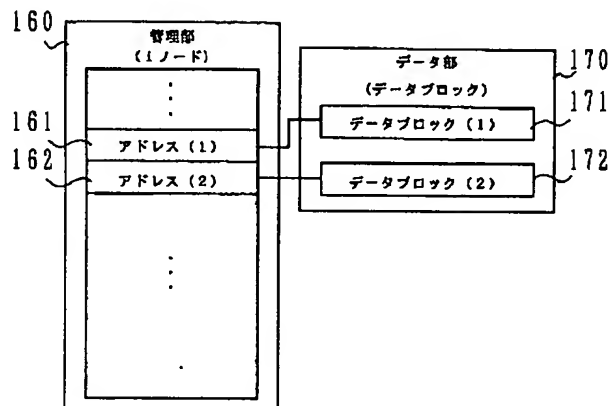 160
管理部
(iノード)
161
アドレス(1)
162
アドレス(2)
データ部
(データブロック)
170
データブロック(1)
171
データブロック(2)
172